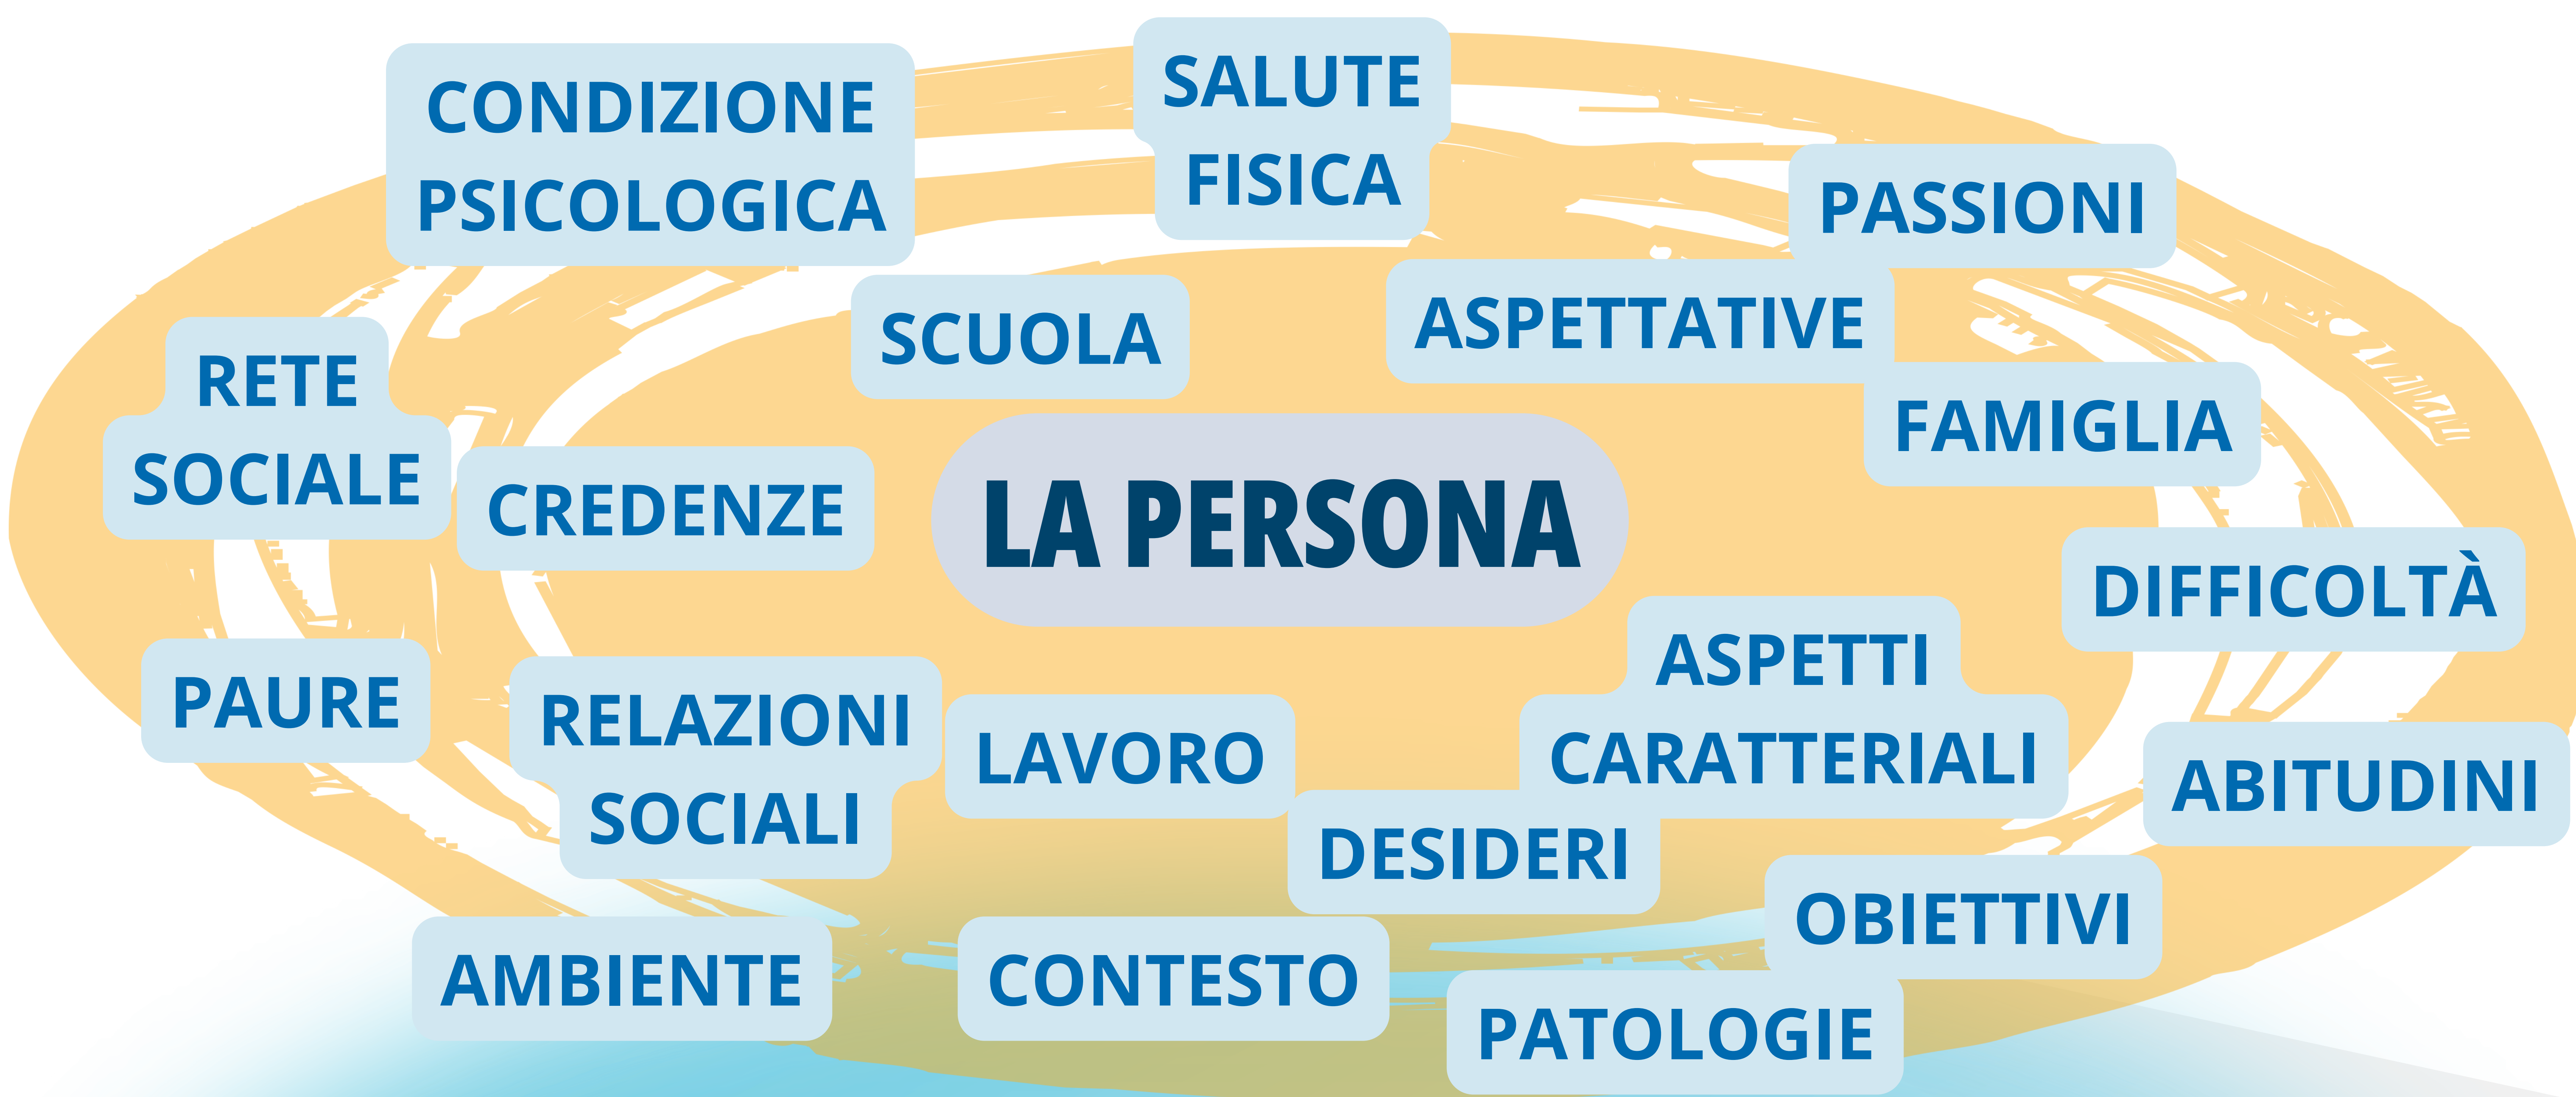 CONDIZIONE
PSICOLOGICA
SALUTE
FISICA
PASSIONI
SCUOLA
ASPETTATIVE
RETE
SOCIALE
FAMIGLIA
CREDENZE
LA PERSONA
DIFFICOLTÀ
PAURE
RELAZIONI
SOCIALI
LAVORO
ASPETTI
CARATTERIALI
ABITUDINI
DESIDERI
OBIETTIVI
AMBIENTE
CONTESTO
PATOLOGIE